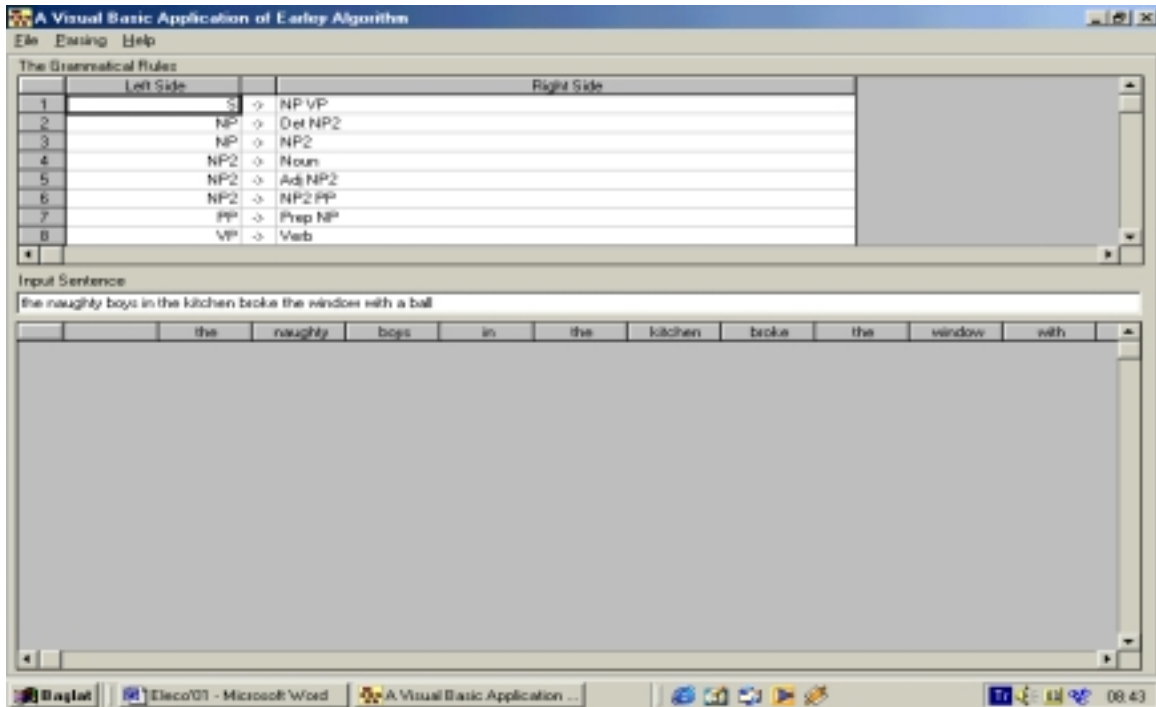 A Visual Basic Application of Earley Algorithm
File Parsing Help
The Grammatical Rules
Left Side Right Side
1 S -> NP VP
2 NP -> Det NP2
3 NP -> NP2
4 NP2 -> Noun
5 NP2 -> Adj NP2
6 NP2 -> NP2 PP
7 PP -> Prep NP
8 VP -> Verb
Input Sentence
the naughty boys in the kitchen broke the window with a ball
the naughty boys in the kitchen broke the window with
Baglat Eleco'01 - Microsoft Word A Visual Basic Application ... Tr 08:43